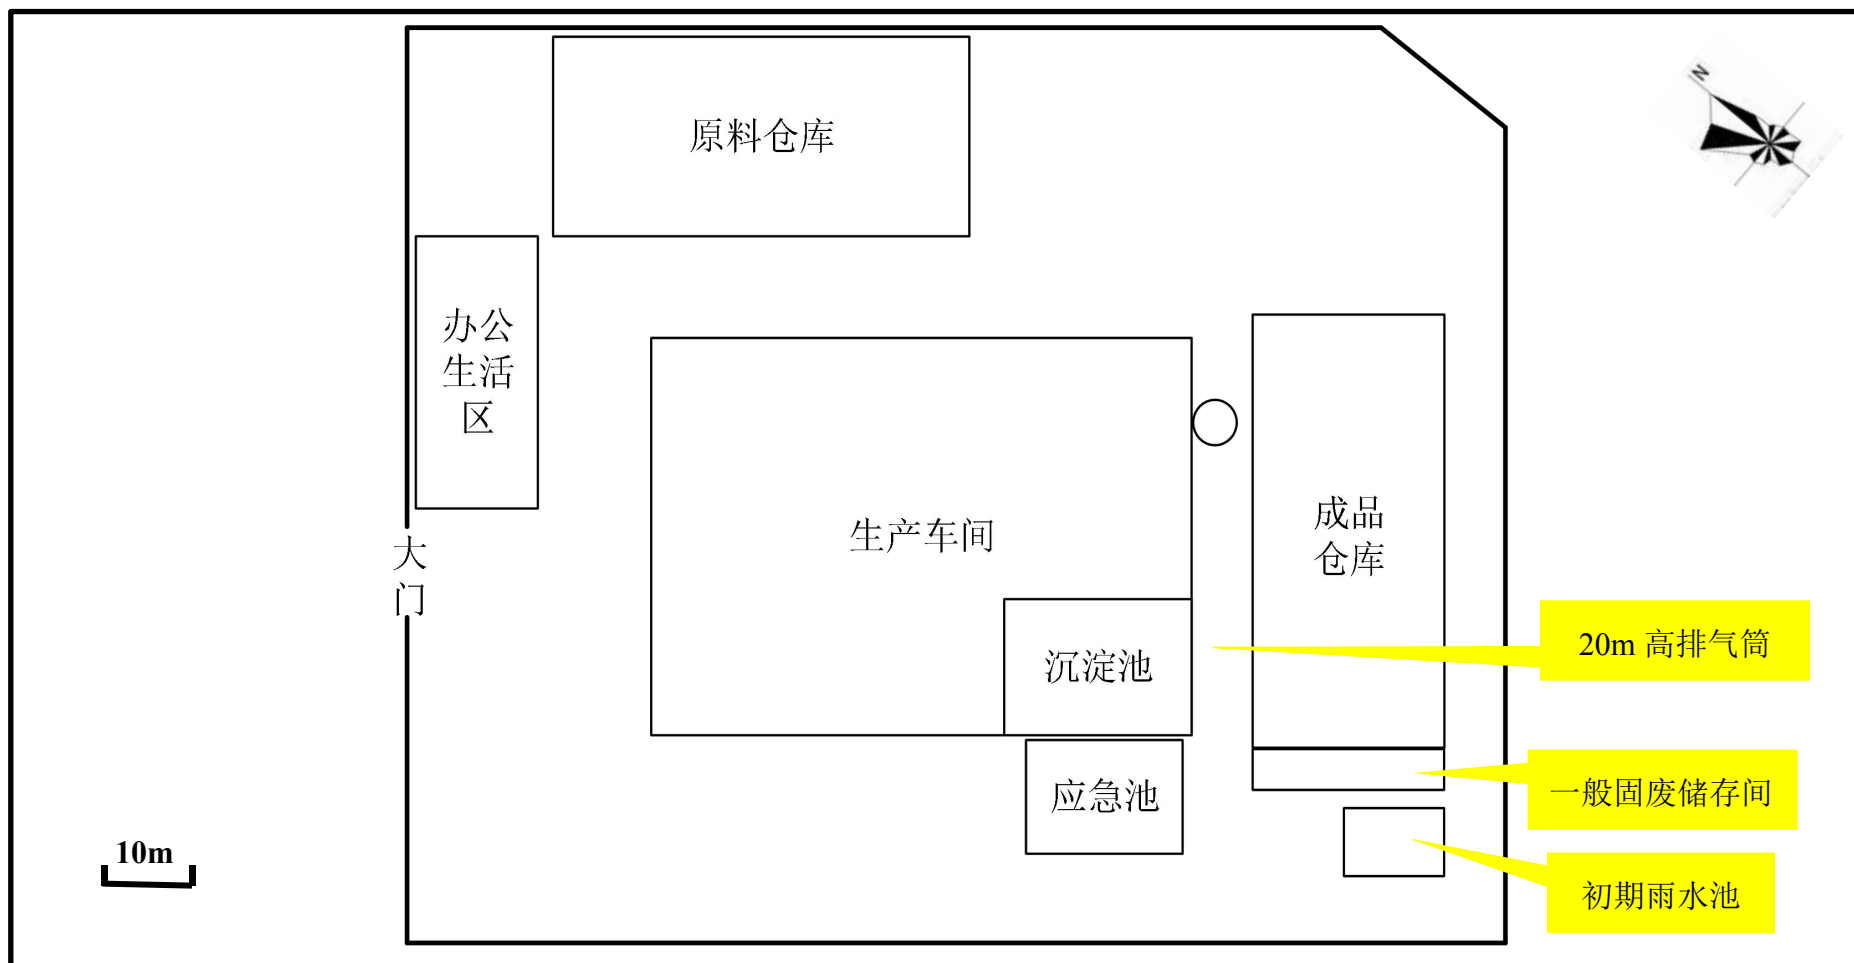 原料仓库
N
办公
生活
区
大
门
生产车间
成品
仓库
沉淀池
20m 高排气筒
应急池
一般固废储存间
10m
初期雨水池